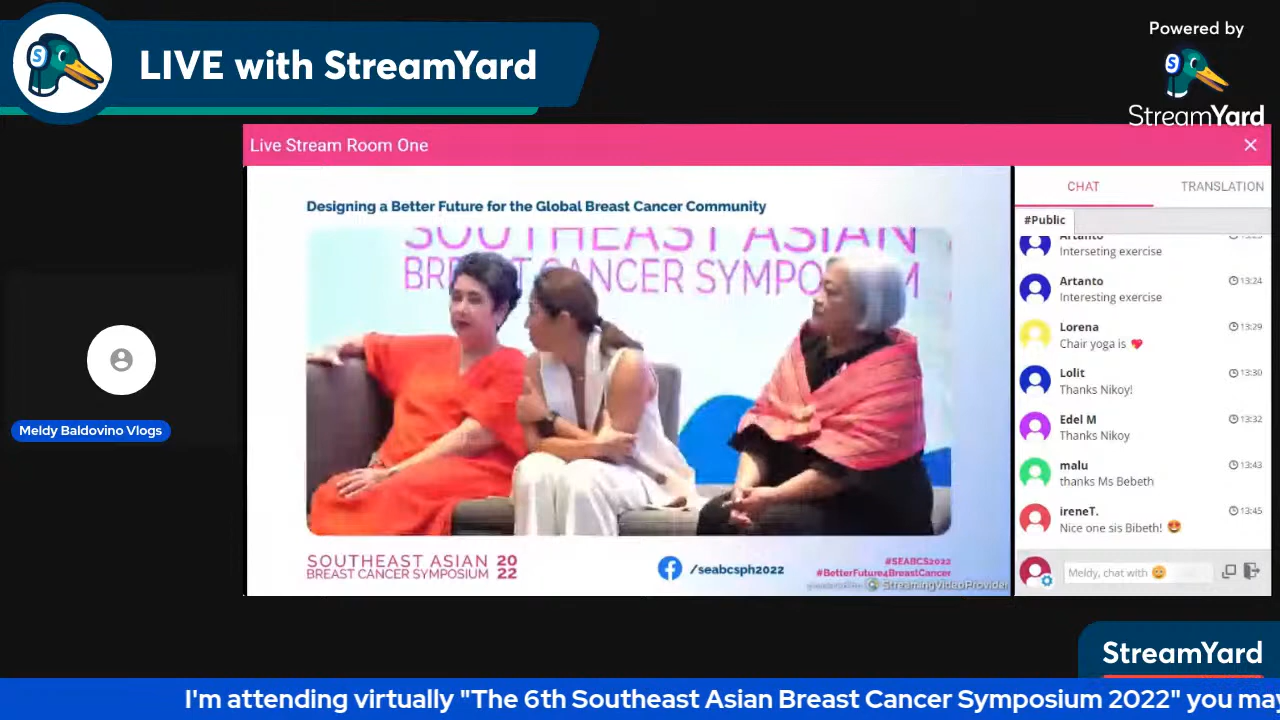 LIVE with StreamYard
Powered by
StreamYard
Live Stream Room One
Designing a Better Future for the Global Breast Cancer Community
SOUTHEAST ASIAN
BREAST CANCER SYMPOSIUM
SOUTHEAST ASIAN 20
BREAST CANCER SYMPOSIUM 22
/seabcsph2022
#SEABCS2022
#BetterFuture4BreastCancer
StreamingVideoProvider
CHAT TRANSLATION
#Public
Artanto
Interseting exercise
Artanto 13:24
Interesting exercise
Lorena 13:29
Chair yoga is 💖
Lolit 13:30
Thanks Nikoy!
Edel M 13:32
Thanks Nikoy
malu 13:43
thanks Ms Bebeth
ireneT. 13:45
Nice one sis Bibeth! 😍
Meldy, chat with 😊
Meldy Baldovino Vlogs
StreamYard
I'm attending virtually "The 6th Southeast Asian Breast Cancer Symposium 2022" you may